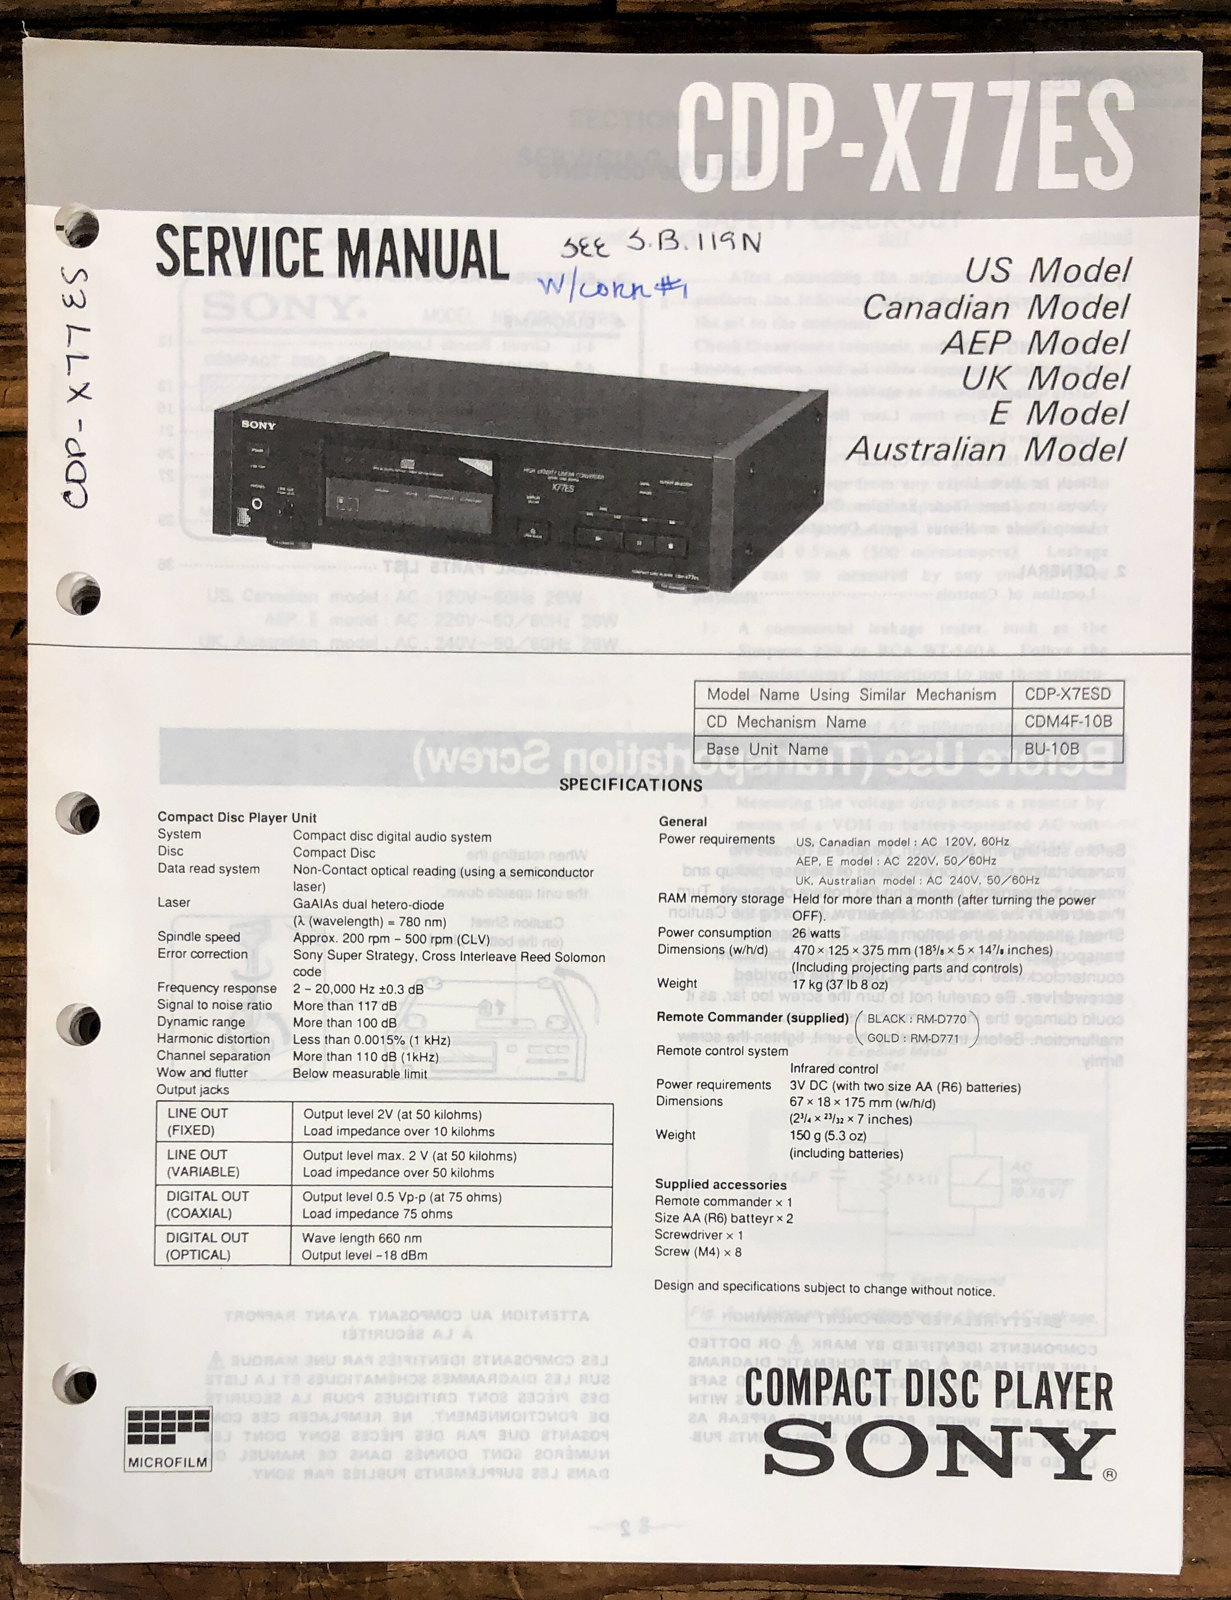 CDP-X77ES
SERVICE MANUAL
SEE S.B. 119N
W/CORR #1
CDP-X77ES
US Model
Canadian Model
AEP Model
UK Model
E Model
Australian Model
SONY
X77ES
Model Name Using Similar Mechanism CDP-X7ESD
CD Mechanism Name CDM4F-10B
Base Unit Name BU-10B
SPECIFICATIONS
Compact Disc Player Unit
System Compact disc digital audio system
Disc Compact Disc
Data read system Non-Contact optical reading (using a semiconductor
laser)
Laser GaAlAs dual hetero-diode
(λ (wavelength) = 780 nm)
Spindle speed Approx. 200 rpm – 500 rpm (CLV)
Error correction Sony Super Strategy, Cross Interleave Reed Solomon
code
Frequency response 2 – 20,000 Hz ±0.3 dB
Signal to noise ratio More than 117 dB
Dynamic range More than 100 dB
Harmonic distortion Less than 0.0015% (1 kHz)
Channel separation More than 110 dB (1kHz)
Wow and flutter Below measurable limit
Output jacks
LINE OUT Output level 2V (at 50 kilohms)
(FIXED) Load impedance over 10 kilohms
LINE OUT Output level max. 2 V (at 50 kilohms)
(VARIABLE) Load impedance over 50 kilohms
DIGITAL OUT Output level 0.5 Vp-p (at 75 ohms)
(COAXIAL) Load impedance 75 ohms
DIGITAL OUT Wave length 660 nm
(OPTICAL) Output level –18 dBm
General
Power requirements US, Canadian model : AC 120V, 60Hz
AEP, E model : AC 220V, 50/60Hz
UK, Australian model : AC 240V, 50/60Hz
RAM memory storage Held for more than a month (after turning the power
OFF).
Power consumption 26 watts
Dimensions (w/h/d) 470 × 125 × 375 mm (18⅝ × 5 × 14⅞ inches)
(Including projecting parts and controls)
Weight 17 kg (37 lb 8 oz)
Remote Commander (supplied) (BLACK : RM-D770
GOLD : RM-D771)
Remote control system
Infrared control
Power requirements 3V DC (with two size AA (R6) batteries)
Dimensions 67 × 18 × 175 mm (w/h/d)
(2¾ × 23/32 × 7 inches)
Weight 150 g (5.3 oz)
(including batteries)
Supplied accessories
Remote commander × 1
Size AA (R6) batteyr × 2
Screwdriver × 1
Screw (M4) × 8
Design and specifications subject to change without notice.
MICROFILM
COMPACT DISC PLAYER
SONY®